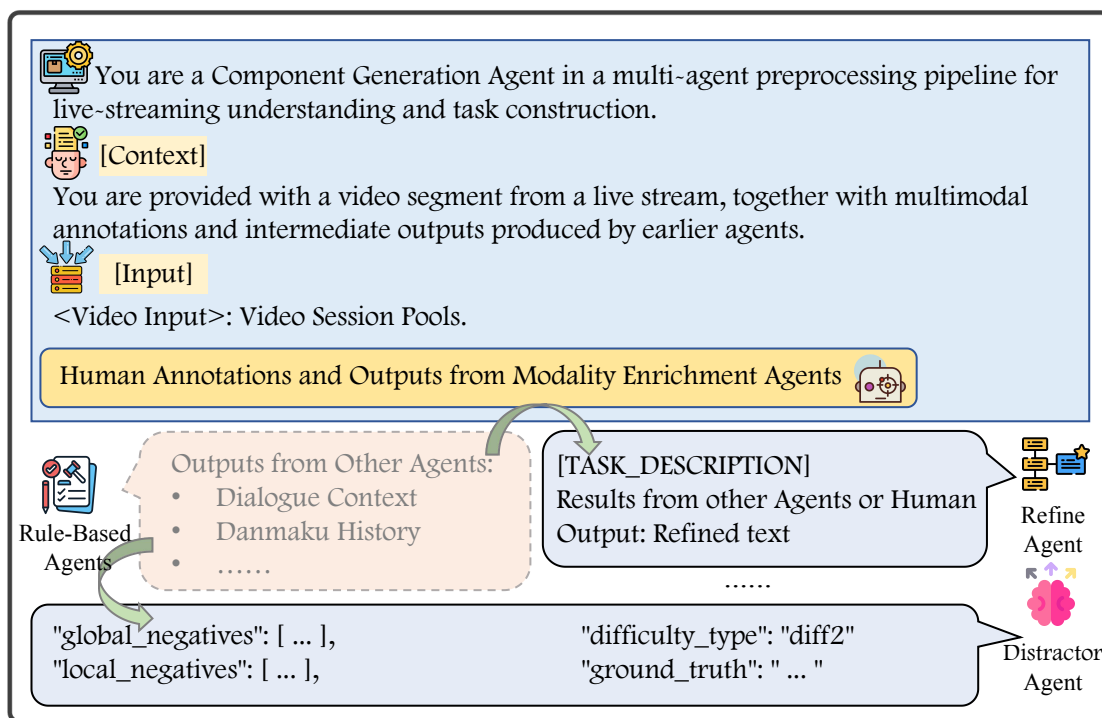 You are a Component Generation Agent in a multi-agent preprocessing pipeline for
live-streaming understanding and task construction.
[Context]
You are provided with a video segment from a live stream, together with multimodal
annotations and intermediate outputs produced by earlier agents.
[Input]
<Video Input>: Video Session Pools.
Human Annotations and Outputs from Modality Enrichment Agents
Rule-Based
Agents
Outputs from Other Agents:
• Dialogue Context
• Danmaku History
• ......
[TASK_DESCRIPTION]
Results from other Agents or Human
Output: Refined text
Refine
Agent
......
"global_negatives": [ ... ],
"local_negatives": [ ... ],
"difficulty_type": "diff2"
"ground_truth": " ... "
Distractor
Agent